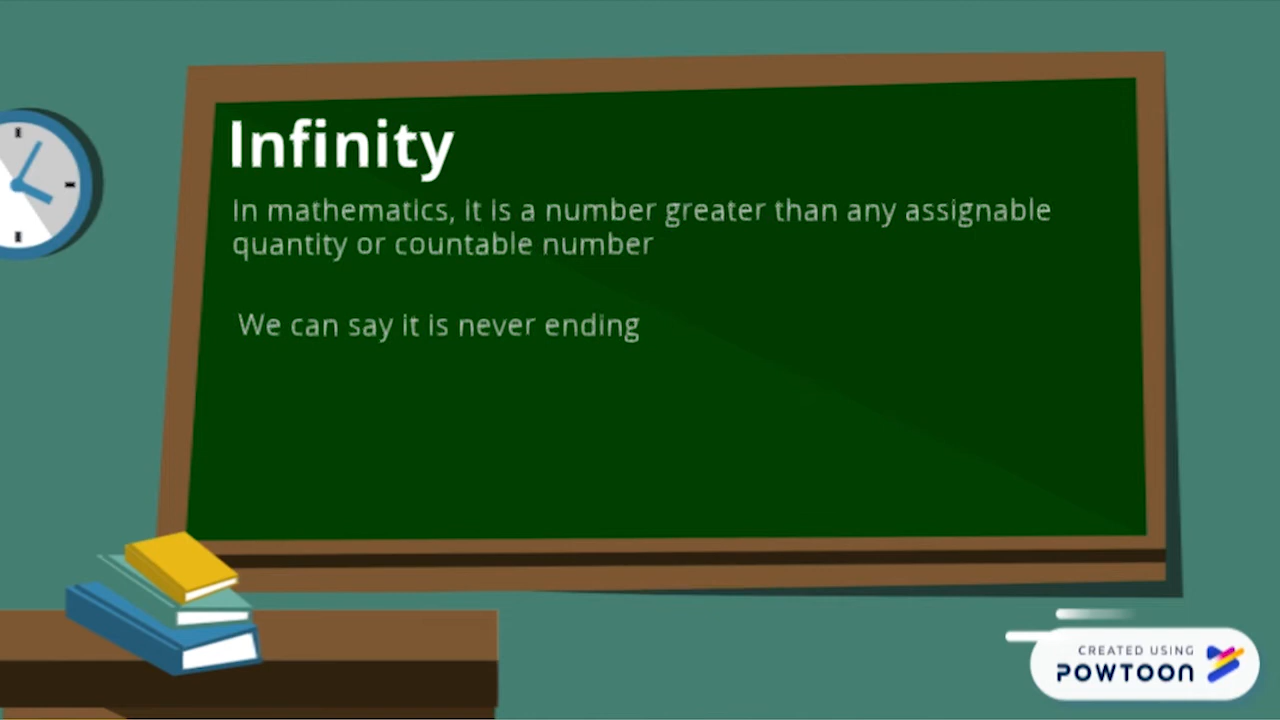 Infinity
In mathematics, it is a number greater than any assignable
quantity or countable number
We can say it is never ending
CREATED USING
POWTOON